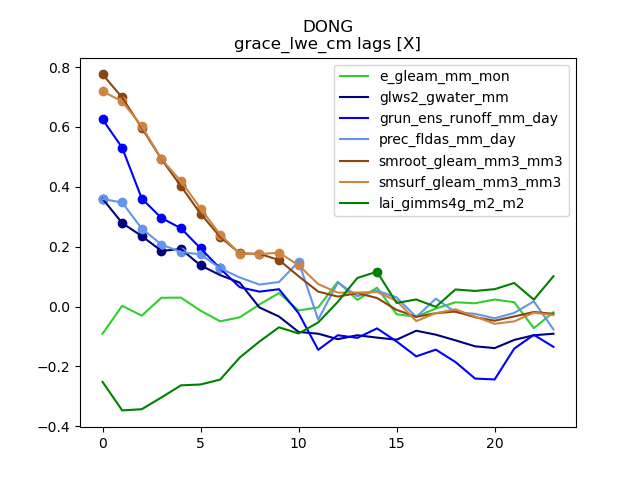 DONG
grace_lwe_cm lags [X]
e_gleam_mm_mon
glws2_gwater_mm
grun_ens_runoff_mm_day
prec_fldas_mm_day
smroot_gleam_mm3_mm3
smsurf_gleam_mm3_mm3
lai_gimms4g_m2_m2
0.8
0.6
0.4
0.2
0.0
−0.2
−0.4
0 5 10 15 20